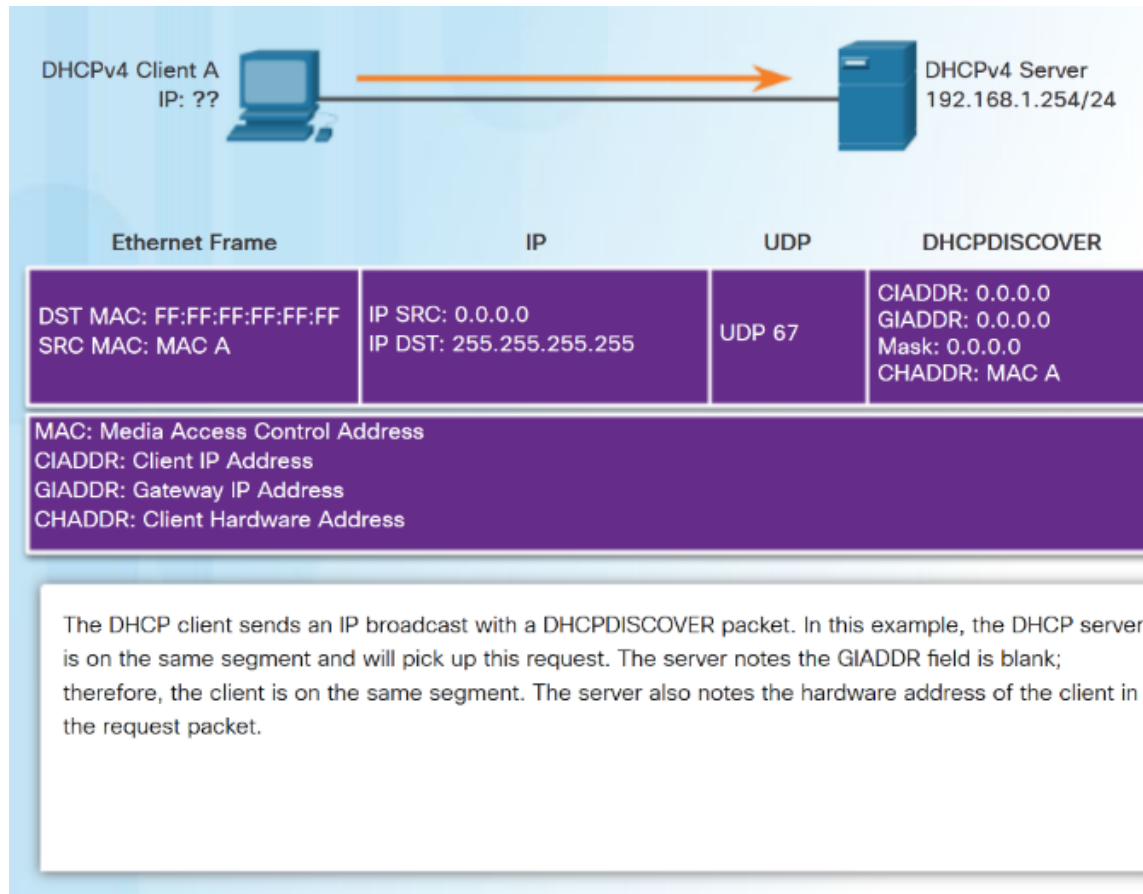 DHCPv4 Client A
IP: ??
DHCPv4 Server
192.168.1.254/24
Ethernet Frame
IP
UDP
DHCPDISCOVER
DST MAC: FF:FF:FF:FF:FF:FF
SRC MAC: MAC A
IP SRC: 0.0.0.0
IP DST: 255.255.255.255
UDP 67
CIADDR: 0.0.0.0
GIADDR: 0.0.0.0
Mask: 0.0.0.0
CHADDR: MAC A
MAC: Media Access Control Address
CIADDR: Client IP Address
GIADDR: Gateway IP Address
CHADDR: Client Hardware Address
The DHCP client sends an IP broadcast with a DHCPDISCOVER packet. In this example, the DHCP server
is on the same segment and will pick up this request. The server notes the GIADDR field is blank;
therefore, the client is on the same segment. The server also notes the hardware address of the client in
the request packet.